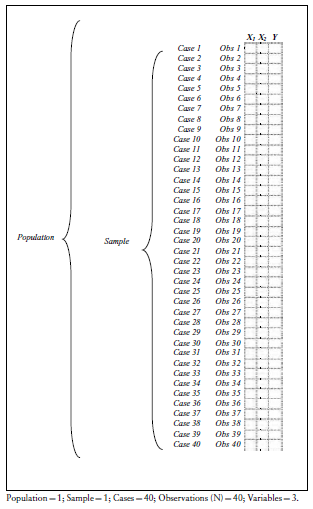 X₁ X₂ Y
Case 1 Obs 1
Case 2 Obs 2
Case 3 Obs 3
Case 4 Obs 4
Case 5 Obs 5
Case 6 Obs 6
Case 7 Obs 7
Case 8 Obs 8
Case 9 Obs 9
Case 10 Obs 10
Case 11 Obs 11
Case 12 Obs 12
Case 13 Obs 13
Case 14 Obs 14
Case 15 Obs 15
Case 16 Obs 16
Case 17 Obs 17
Case 18 Obs 18
Case 19 Obs 19
Population Sample Case 20 Obs 20
Case 21 Obs 21
Case 22 Obs 22
Case 23 Obs 23
Case 24 Obs 24
Case 25 Obs 25
Case 26 Obs 26
Case 27 Obs 27
Case 28 Obs 28
Case 29 Obs 29
Case 30 Obs 30
Case 31 Obs 31
Case 32 Obs 32
Case 33 Obs 33
Case 34 Obs 34
Case 35 Obs 35
Case 36 Obs 36
Case 37 Obs 37
Case 38 Obs 38
Case 39 Obs 39
Case 40 Obs 40
Population = 1; Sample = 1; Cases = 40; Observations (N) = 40; Variables = 3.